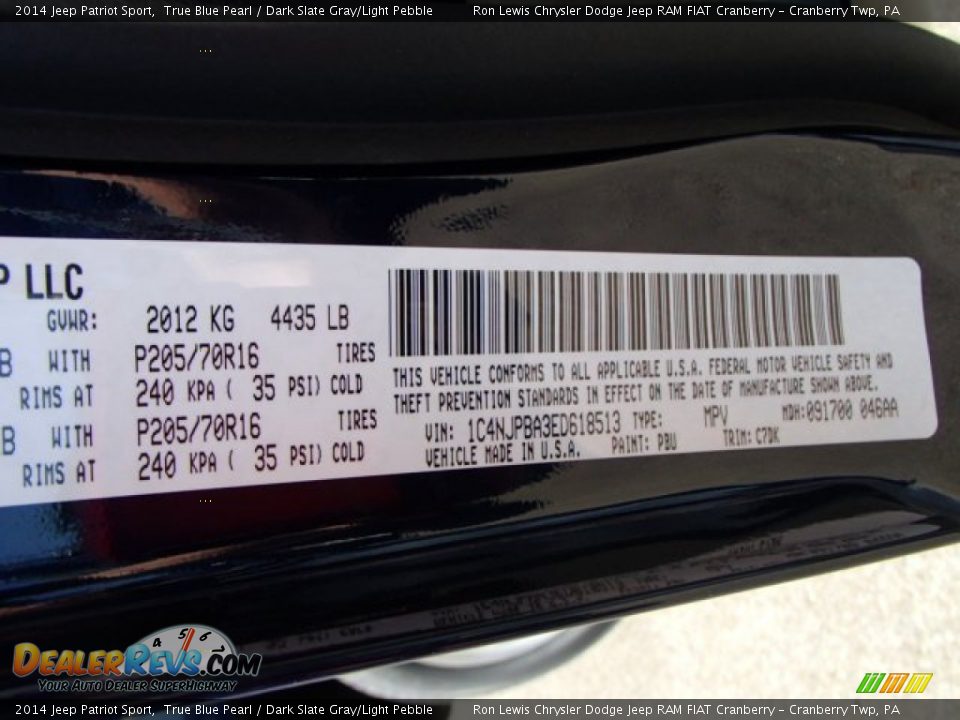 2014 Jeep Patriot Sport,  True Blue Pearl / Dark Slate Gray/Light Pebble     Ron Lewis Chrysler Dodge Jeep RAM FIAT Cranberry - Cranberry Twp, PA
P LLC
GVWR: 2012 KG 4435 LB
B WITH P205/70R16 TIRES
RIMS AT 240 KPA ( 35 PSI) COLD
B WITH P205/70R16 TIRES
RIMS AT 240 KPA ( 35 PSI) COLD
THIS VEHICLE CONFORMS TO ALL APPLICABLE U.S.A. FEDERAL MOTOR VEHICLE SAFETY AND
THEFT PREVENTION STANDARDS IN EFFECT ON THE DATE OF MANUFACTURE SHOWN ABOVE.
VIN: 1C4NJPBA3ED618513 TYPE: MPV MDH:091700 046AA
VEHICLE MADE IN U.S.A. PAINT: PBU TRIM: C7DK
4 5 6
DEALERREVS.COM
Your Auto Dealer SuperHighway
2014 Jeep Patriot Sport,  True Blue Pearl / Dark Slate Gray/Light Pebble     Ron Lewis Chrysler Dodge Jeep RAM FIAT Cranberry - Cranberry Twp, PA